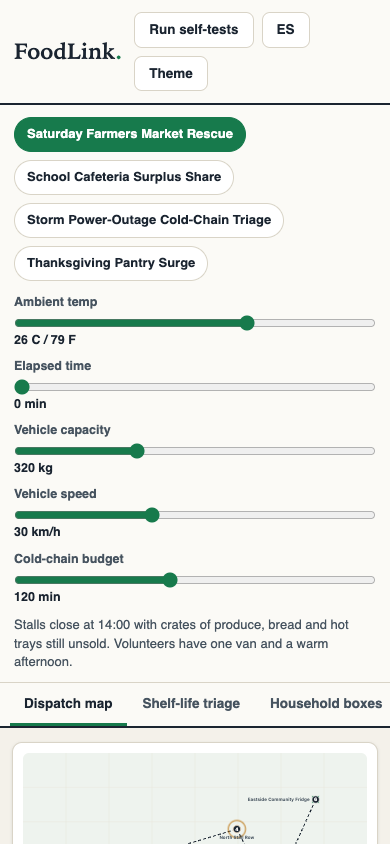 FoodLink.
Run self-tests
ES
Theme
Saturday Farmers Market Rescue
School Cafeteria Surplus Share
Storm Power-Outage Cold-Chain Triage
Thanksgiving Pantry Surge
Ambient temp
26 C / 79 F
Elapsed time
0 min
Vehicle capacity
320 kg
Vehicle speed
30 km/h
Cold-chain budget
120 min
Stalls close at 14:00 with crates of produce, bread and hot
trays still unsold. Volunteers have one van and a warm
afternoon.
Dispatch map
Shelf-life triage
Household boxes
Eastside Community Fridge
North Row